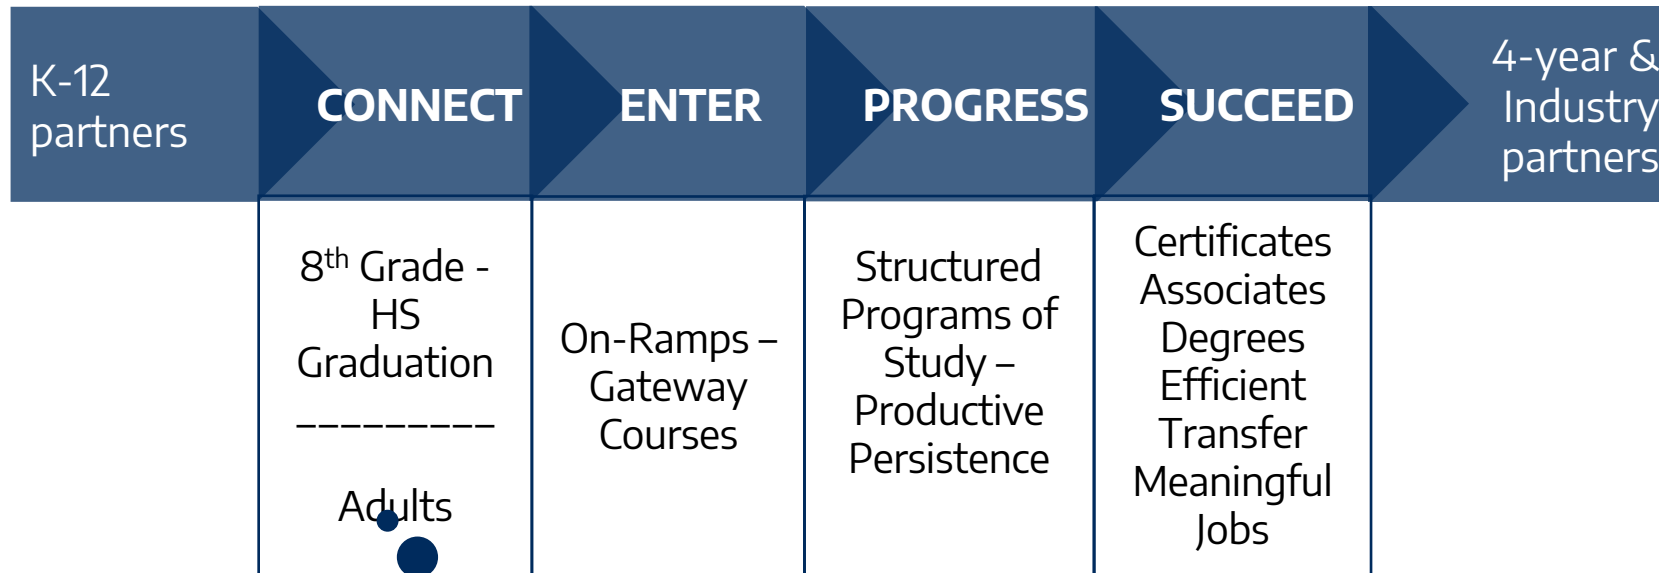 K-12
partners
CONNECT
ENTER
PROGRESS
SUCCEED
4-year &
Industry
partners
8th Grade -
HS
Graduation
_________
Adults
On-Ramps –
Gateway
Courses
Structured
Programs of
Study –
Productive
Persistence
Certificates
Associates
Degrees
Efficient
Transfer
Meaningful
Jobs